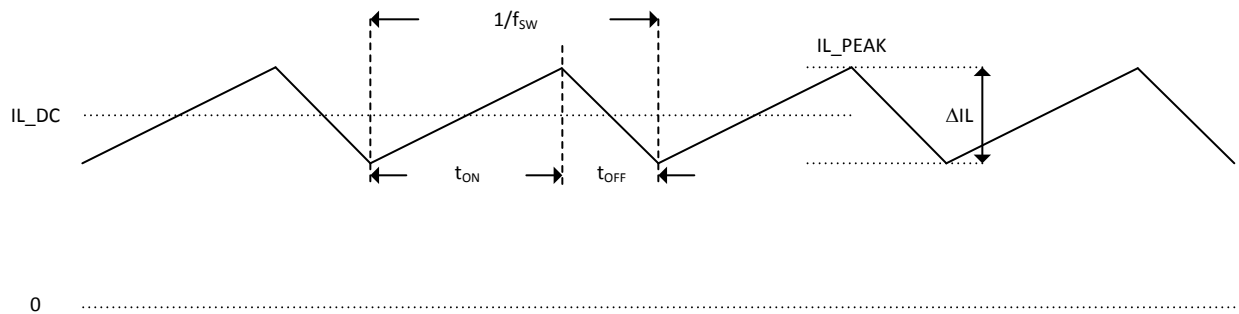 1/fSW
IL_PEAK
IL_DC
ΔIL
tON
tOFF
0